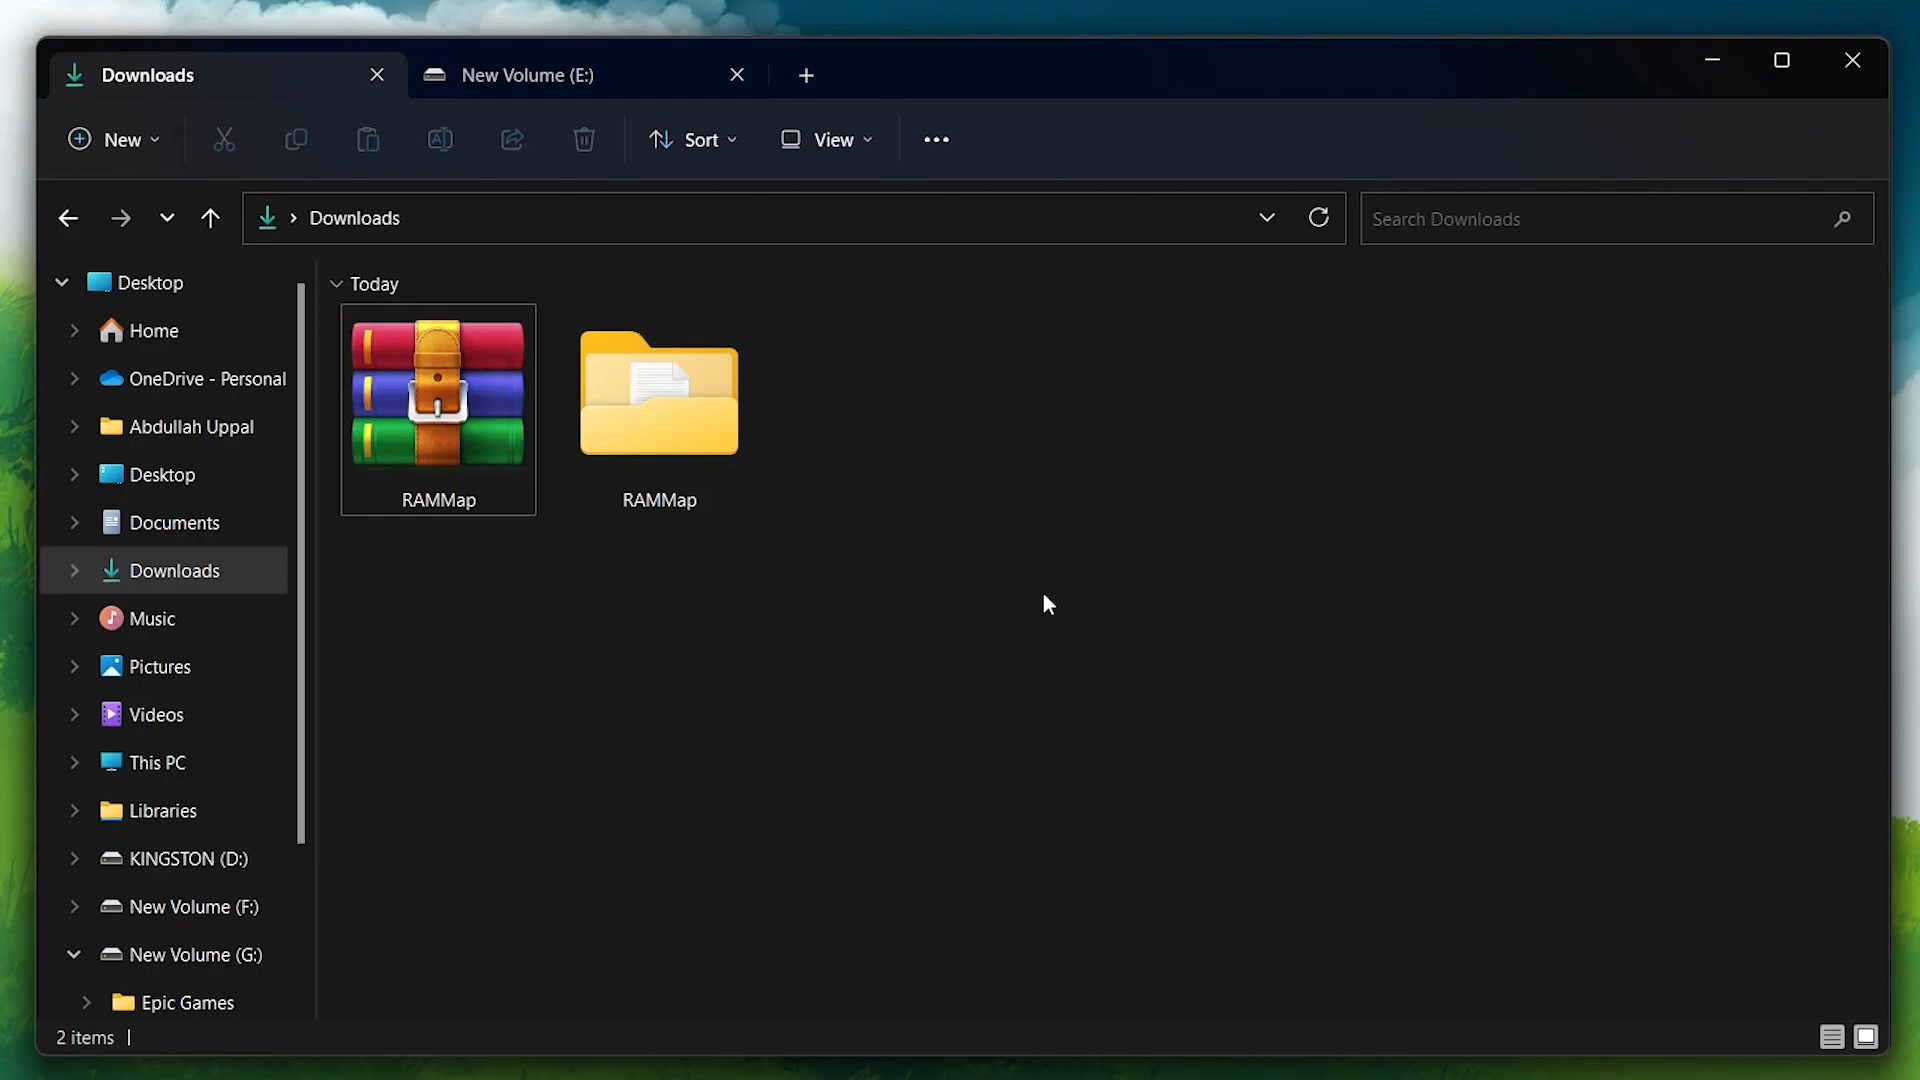 Downloads
New Volume (E:)
New
Sort
View
Downloads
Search Downloads
Desktop
Home
OneDrive - Personal
Abdullah Uppal
Desktop
Documents
Downloads
Music
Pictures
Videos
This PC
Libraries
KINGSTON (D:)
New Volume (F:)
New Volume (G:)
Epic Games
Today
RAMMap
RAMMap
2 items